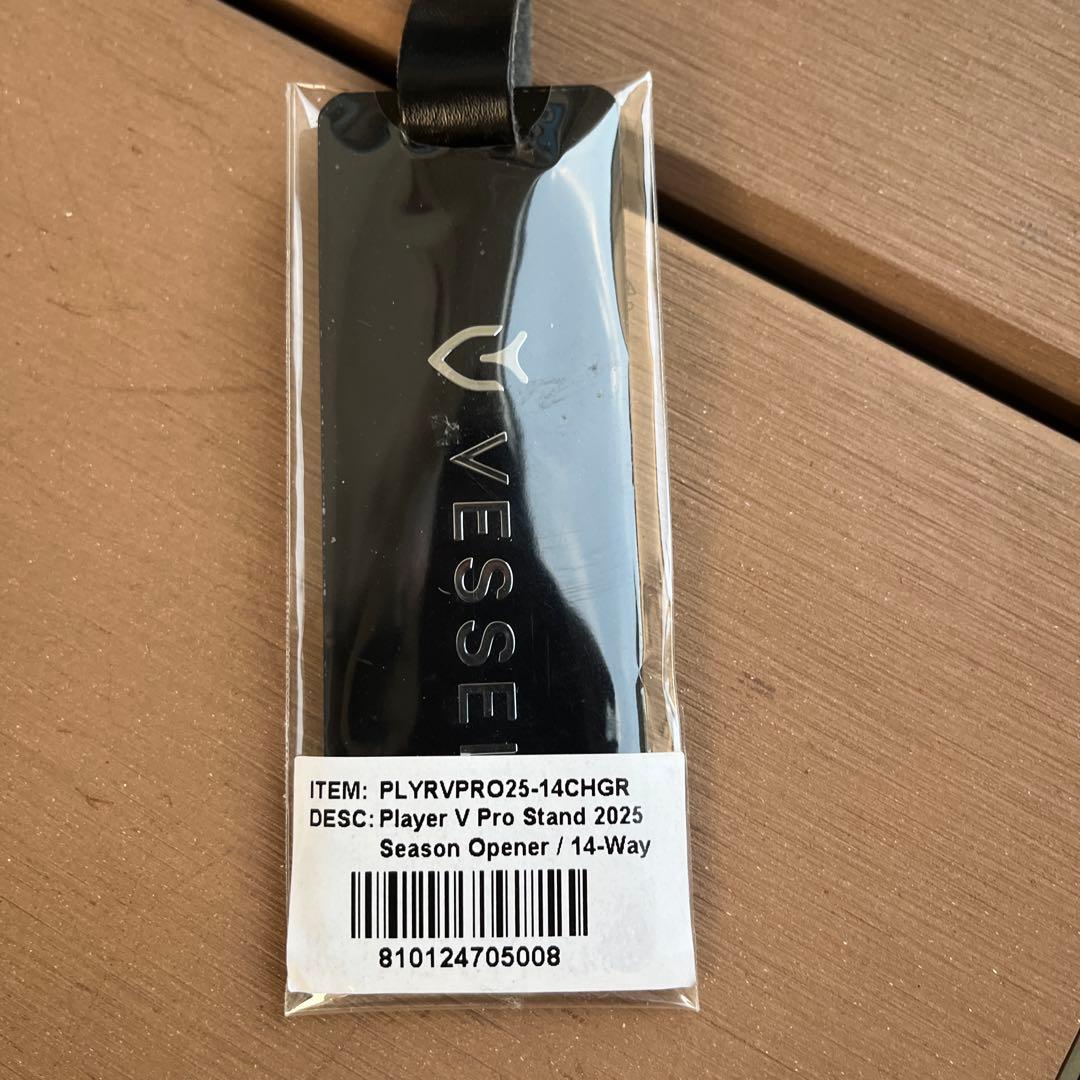 VESSEL
ITEM: PLYRVPRO25-14CHGR
DESC: Player V Pro Stand 2025
Season Opener / 14-Way
810124705008